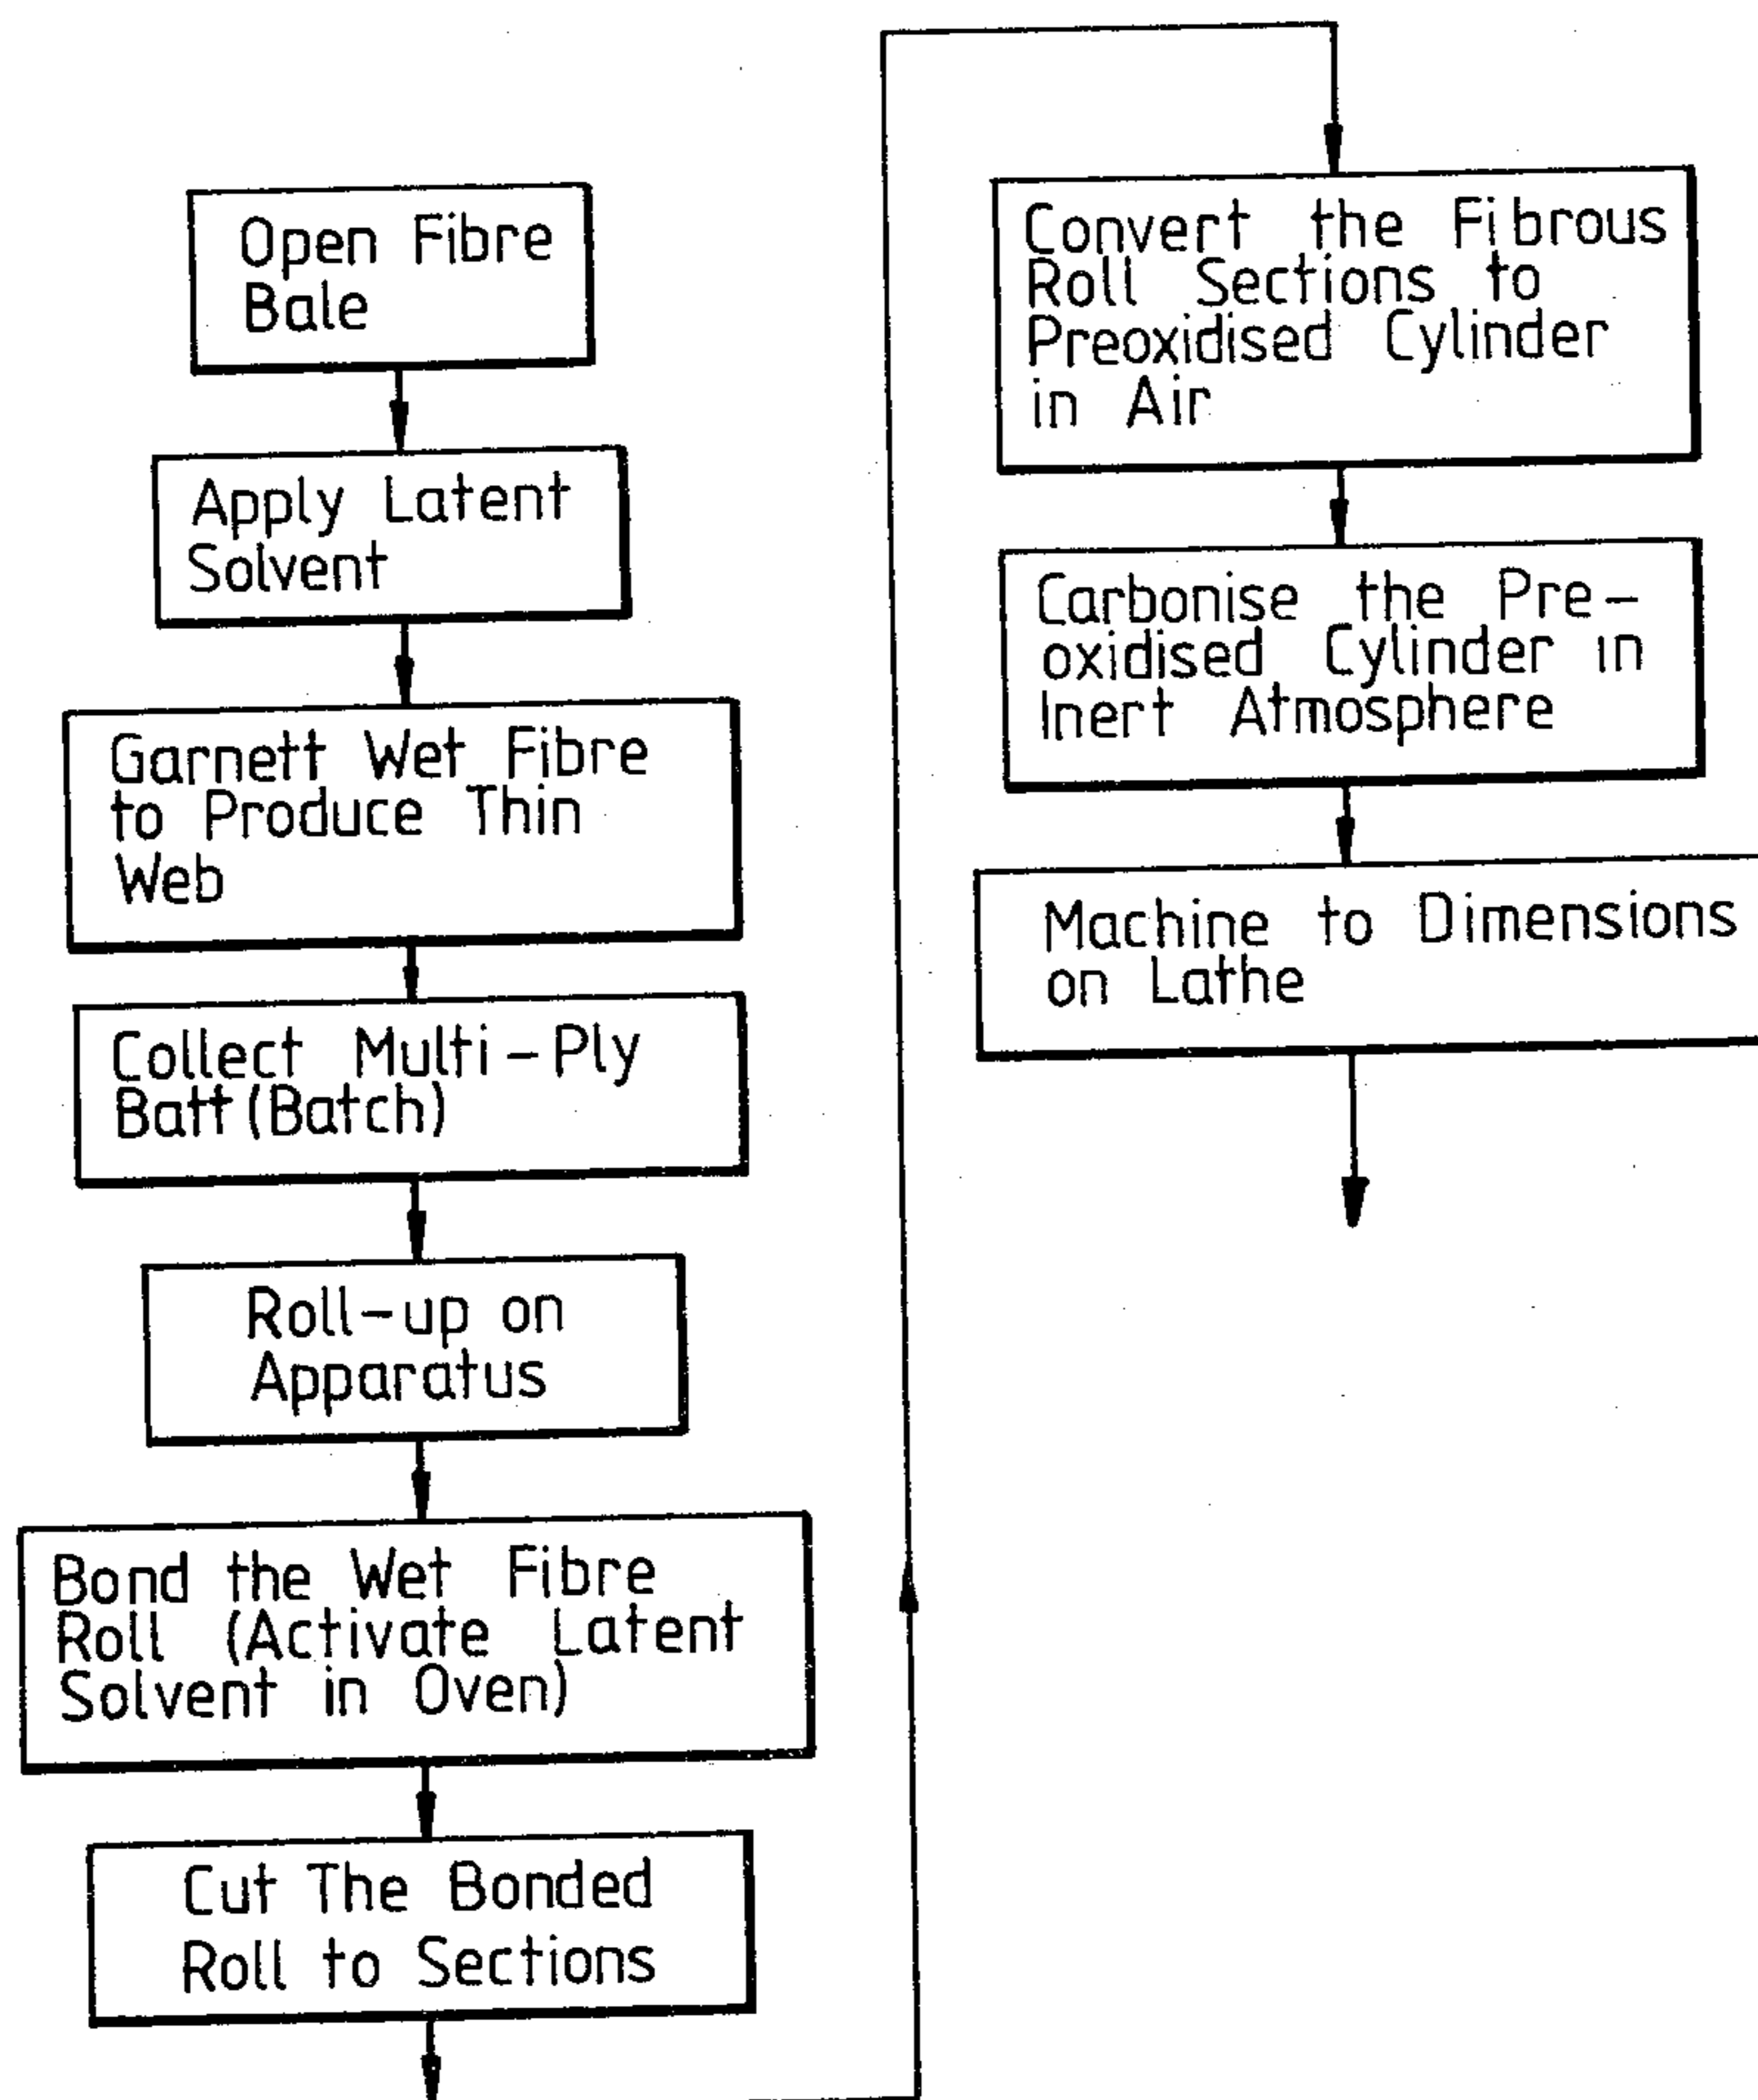 Open Fibre
Bale
Apply Latent
Solvent
Garnett Wet Fibre
to Produce Thin
Web
Collect Multi-Ply
Batt (Batch)
Roll-up on
Apparatus
Bond the Wet Fibre
Roll (Activate Latent
Solvent in Oven)
Cut The Bonded
Roll to Sections
Convert the Fibrous
Roll Sections to
Preoxidised Cylinder
in Air
Carbonise the Pre-
oxidised Cylinder in
Inert Atmosphere
Machine to Dimensions
on Lathe